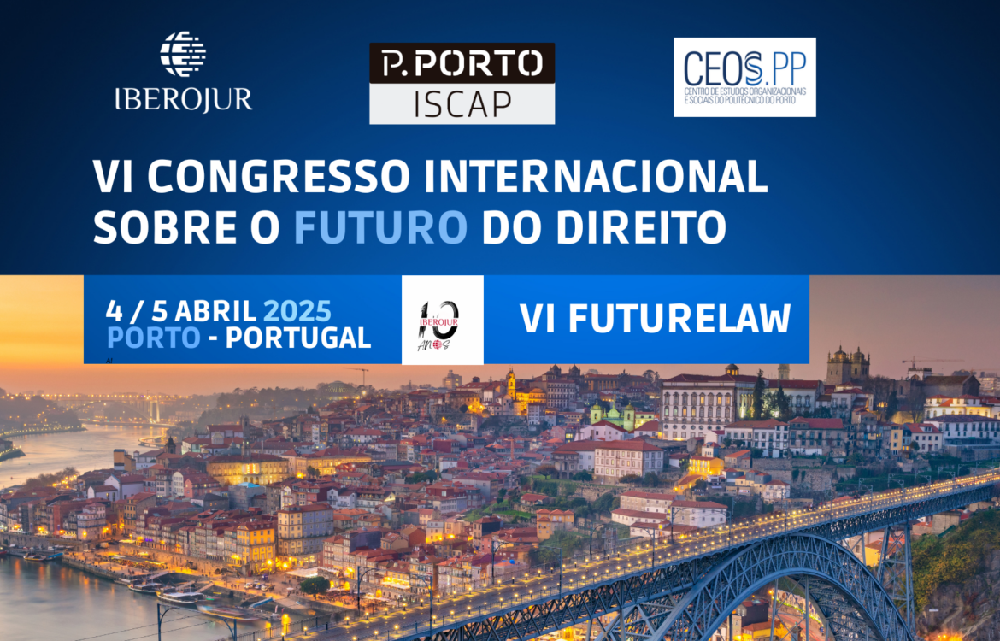 IBEROJUR
P.PORTO
ISCAP
CEOS.PP
CENTRO DE ESTUDOS ORGANIZACIONAIS
E SOCIAIS DO POLITÉCNICO DO PORTO
VI CONGRESSO INTERNACIONAL
SOBRE O FUTURO DO DIREITO
4 / 5 ABRIL 2025
PORTO - PORTUGAL
10
IBEROJUR
ANOS
VI FUTURELAW